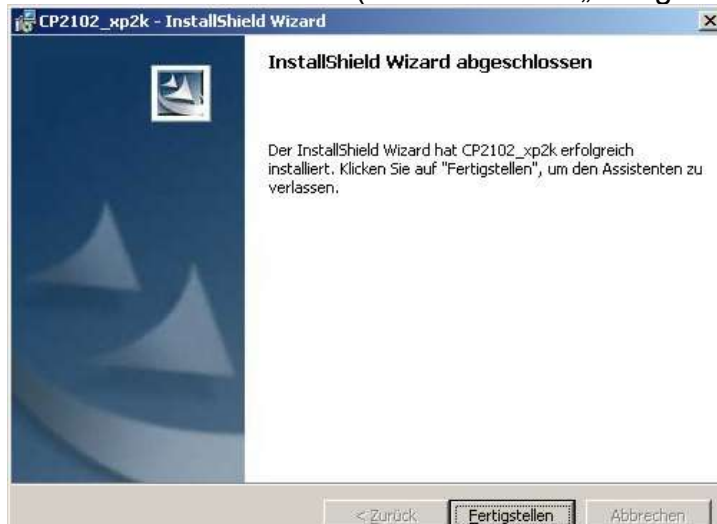 CP2102_xp2k - InstallShield Wizard
InstallShield Wizard abgeschlossen
Der InstallShield Wizard hat CP2102_xp2k erfolgreich
installiert. Klicken Sie auf "Fertigstellen", um den Assistenten zu
verlassen.
< Zurück Fertigstellen Abbrechen